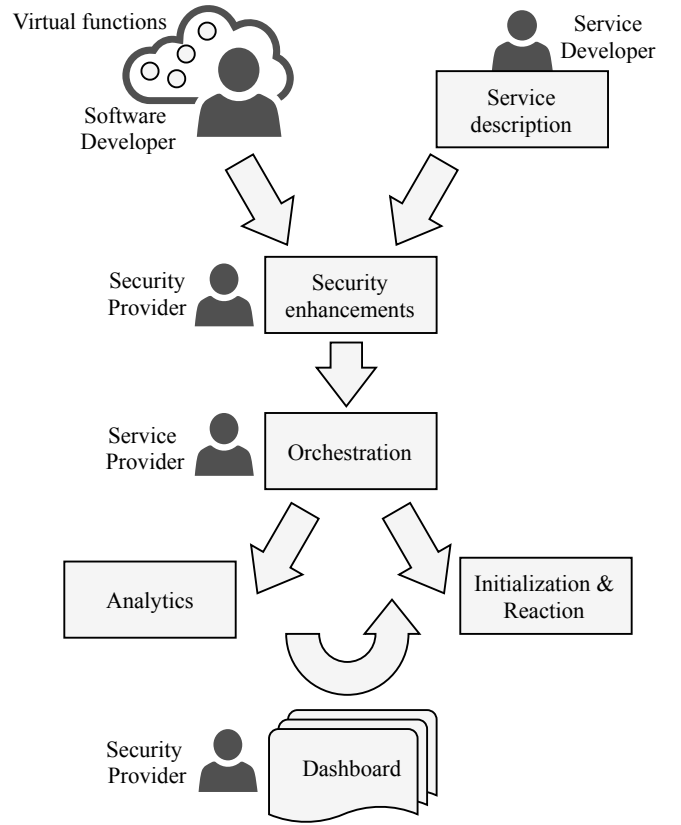 Virtual functions
Software
Developer
Service
Developer
Service
description
Security
Provider
Security
enhancements
Service
Provider
Orchestration
Analytics
Initialization &
Reaction
Security
Provider
Dashboard